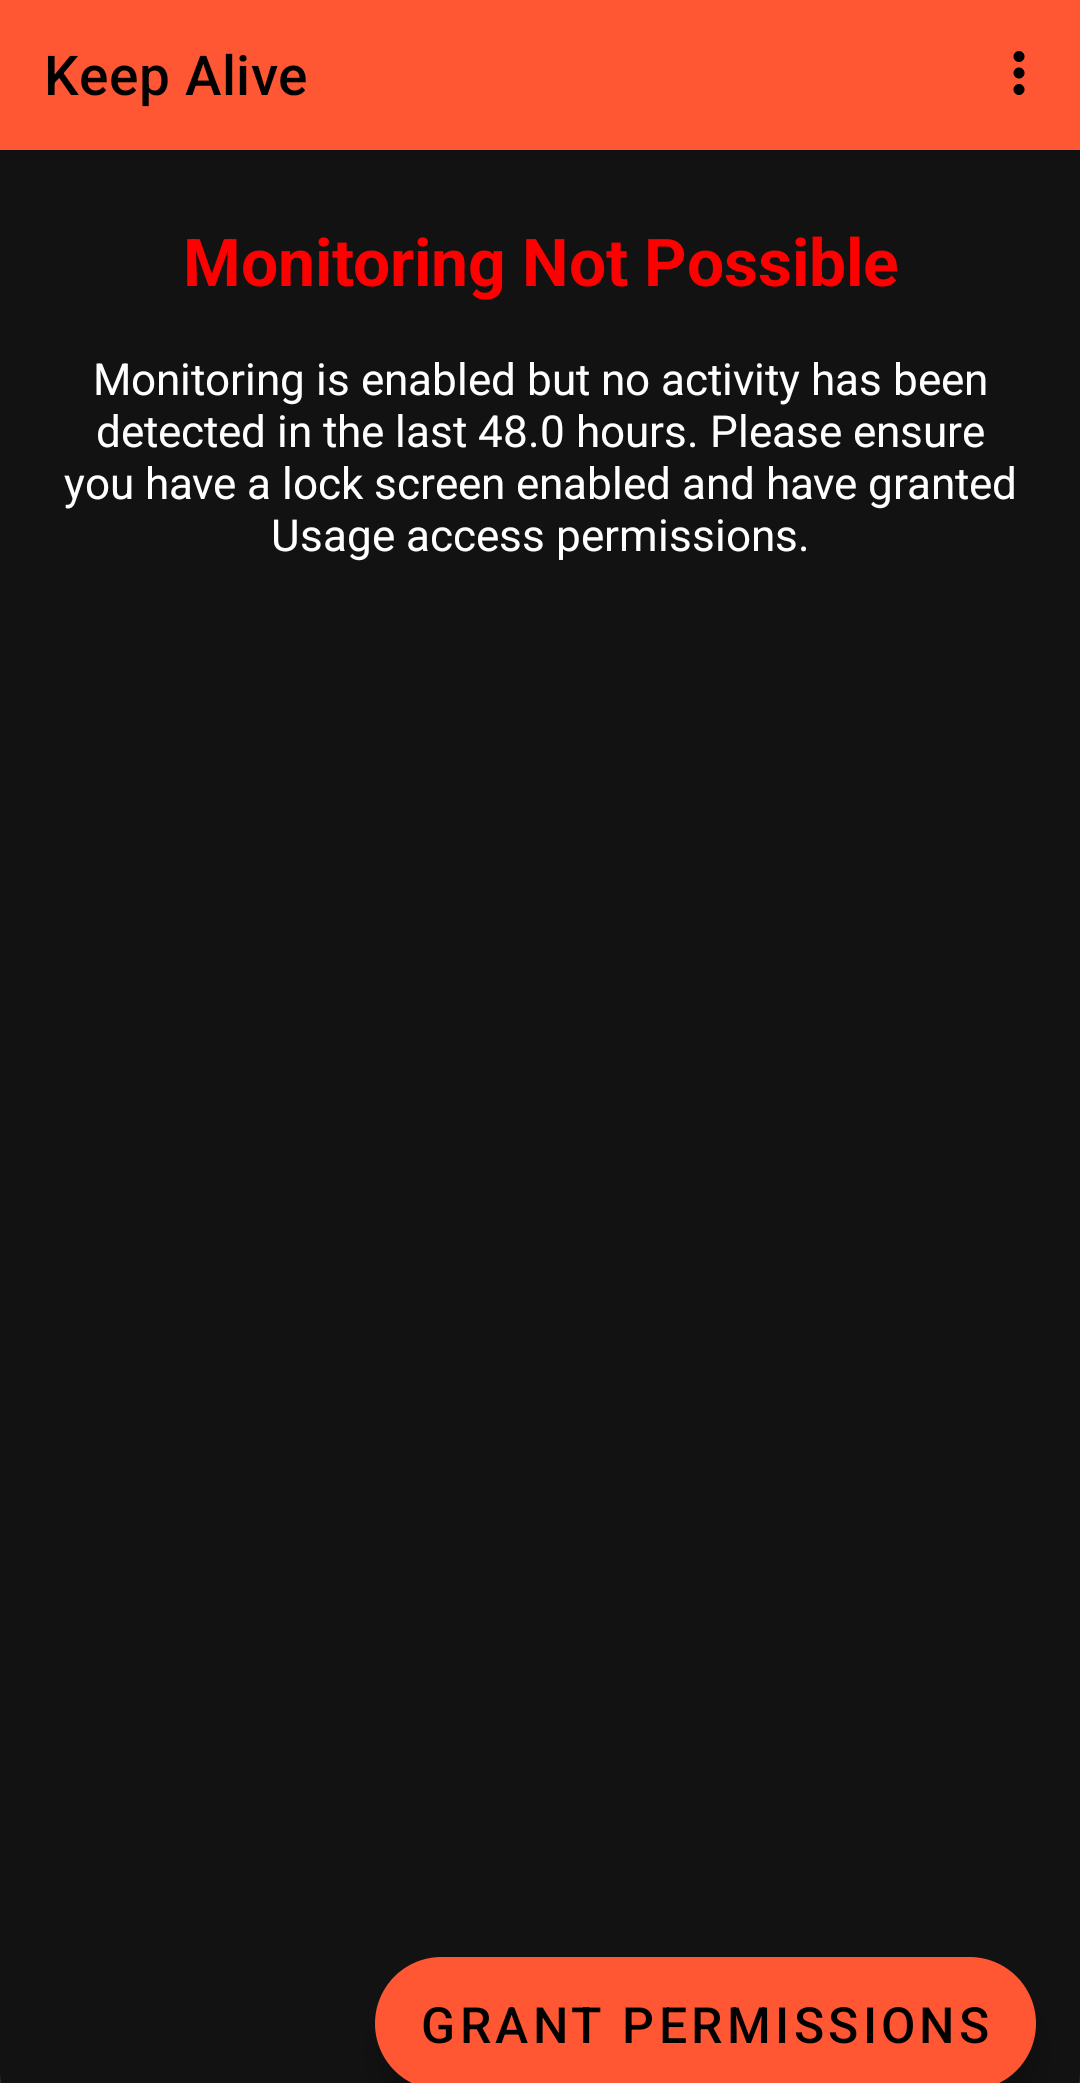 Keep Alive
Monitoring Not Possible
Monitoring is enabled but no activity has been
detected in the last 48.0 hours. Please ensure
you have a lock screen enabled and have granted
Usage access permissions.
GRANT PERMISSIONS